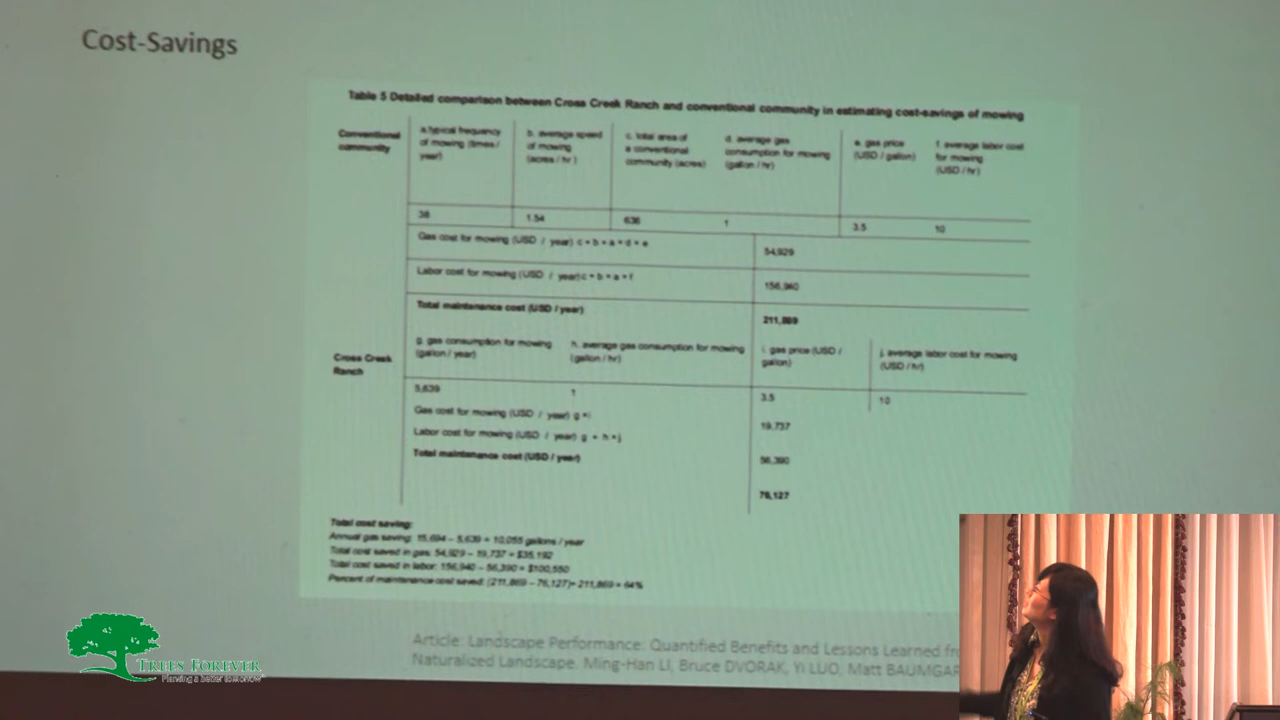 Cost-Savings
Table 5 Detailed comparison between Cross Creek Ranch and conventional community in estimating cost-savings of mowing
Conventional community
a. typical frequency of mowing (times / year)
b. average speed of mowing (acres / hr)
c. total area of a conventional community (acres)
d. average gas consumption for mowing (gallon / hr)
e. gas price (USD / gallon)
f. average labor cost for mowing (USD / hr)
38 1.54 636 1 3.5 10
Gas cost for mowing (USD / year) c ÷ b × a × d × e 54,929
Labor cost for mowing (USD / year) c ÷ b × a × f 156,940
Total maintenance cost (USD / year) 211,869
Cross Creek Ranch
g. gas consumption for mowing (gallon / year)
h. average gas consumption for mowing (gallon / hr)
i. gas price (USD / gallon)
j. average labor cost for mowing (USD / hr)
5,639 1 3.5 10
Gas cost for mowing (USD / year) g × i 19,737
Labor cost for mowing (USD / year) g ÷ h × j 56,390
Total maintenance cost (USD / year) 76,127
Total cost saving:
Annual gas saving: 15,694 – 5,639 = 10,055 gallons / year
Total cost saved in gas: 54,929 – 19,737 = $35,192
Total cost saved in labor: 156,940 – 56,390 = $100,550
Percent of maintenance cost saved: (211,869 – 76,127) ÷ 211,869 = 64%
Article: Landscape Performance: Quantified Benefits and Lessons Learned
Naturalized Landscape. Ming-Han LI, Bruce DVORAK, Yi LUO, Matt
TREES FOREVER
Planting a better tomorrow